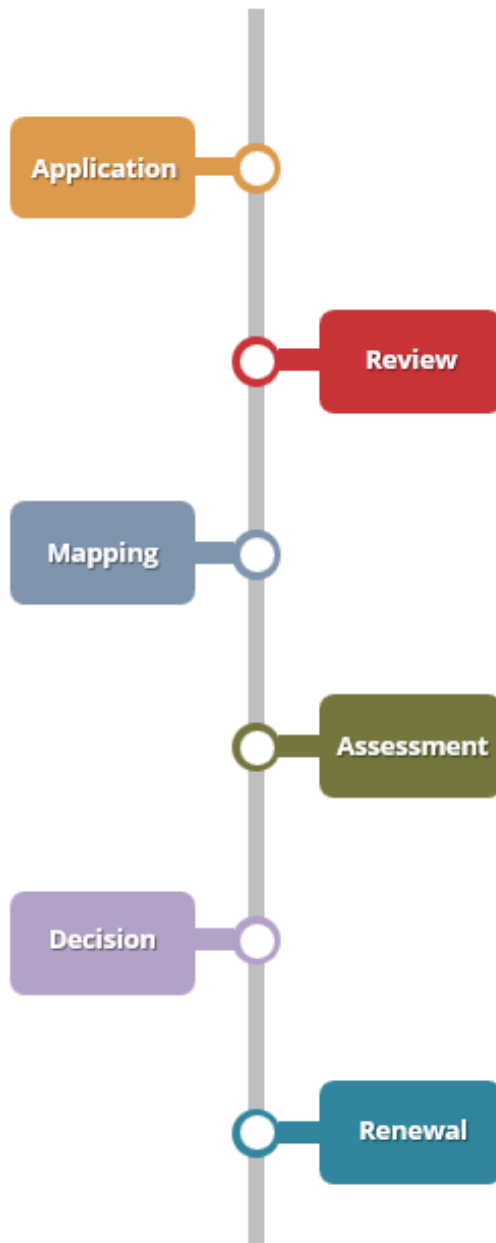 Application
Review
Mapping
Assessment
Decision
Renewal